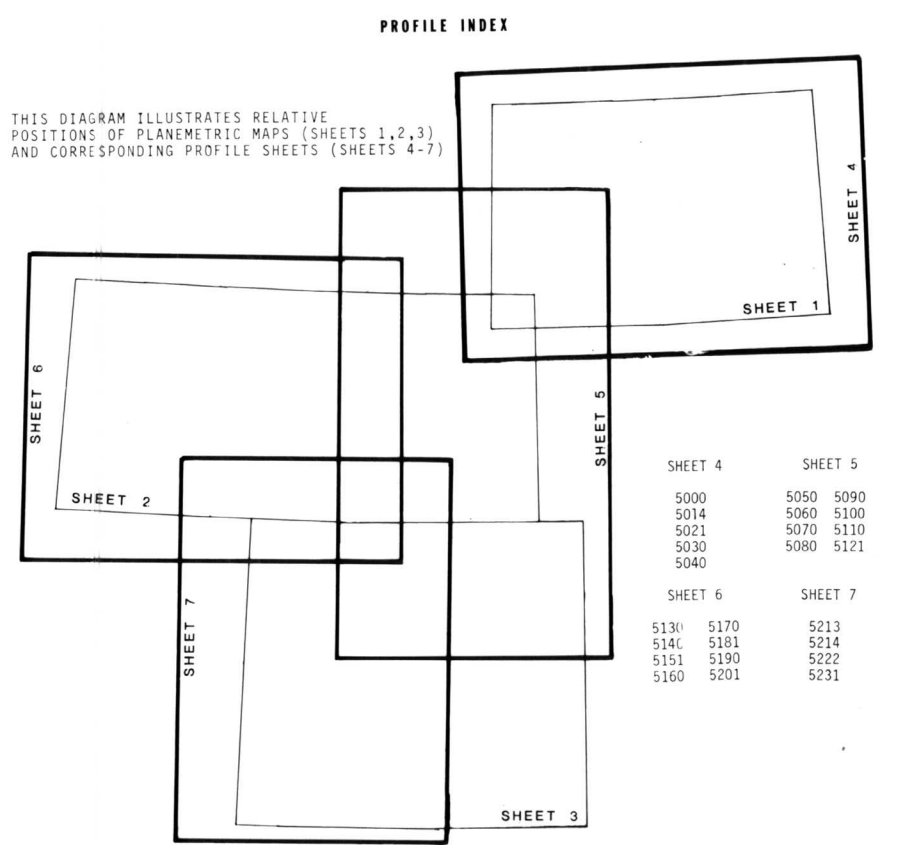 PROFILE INDEX
THIS DIAGRAM ILLUSTRATES RELATIVE
POSITIONS OF PLANEMETRIC MAPS (SHEETS 1,2,3)
AND CORRESPONDING PROFILE SHEETS (SHEETS 4-7)
SHEET 4
SHEET 1
SHEET 6
SHEET 5
SHEET 2
SHEET 7
SHEET 3
SHEET 4 SHEET 5
5000 5050 5090
5014 5060 5100
5021 5070 5110
5030 5080 5121
5040
SHEET 6 SHEET 7
5130 5170 5213
5140 5181 5214
5151 5190 5222
5160 5201 5231